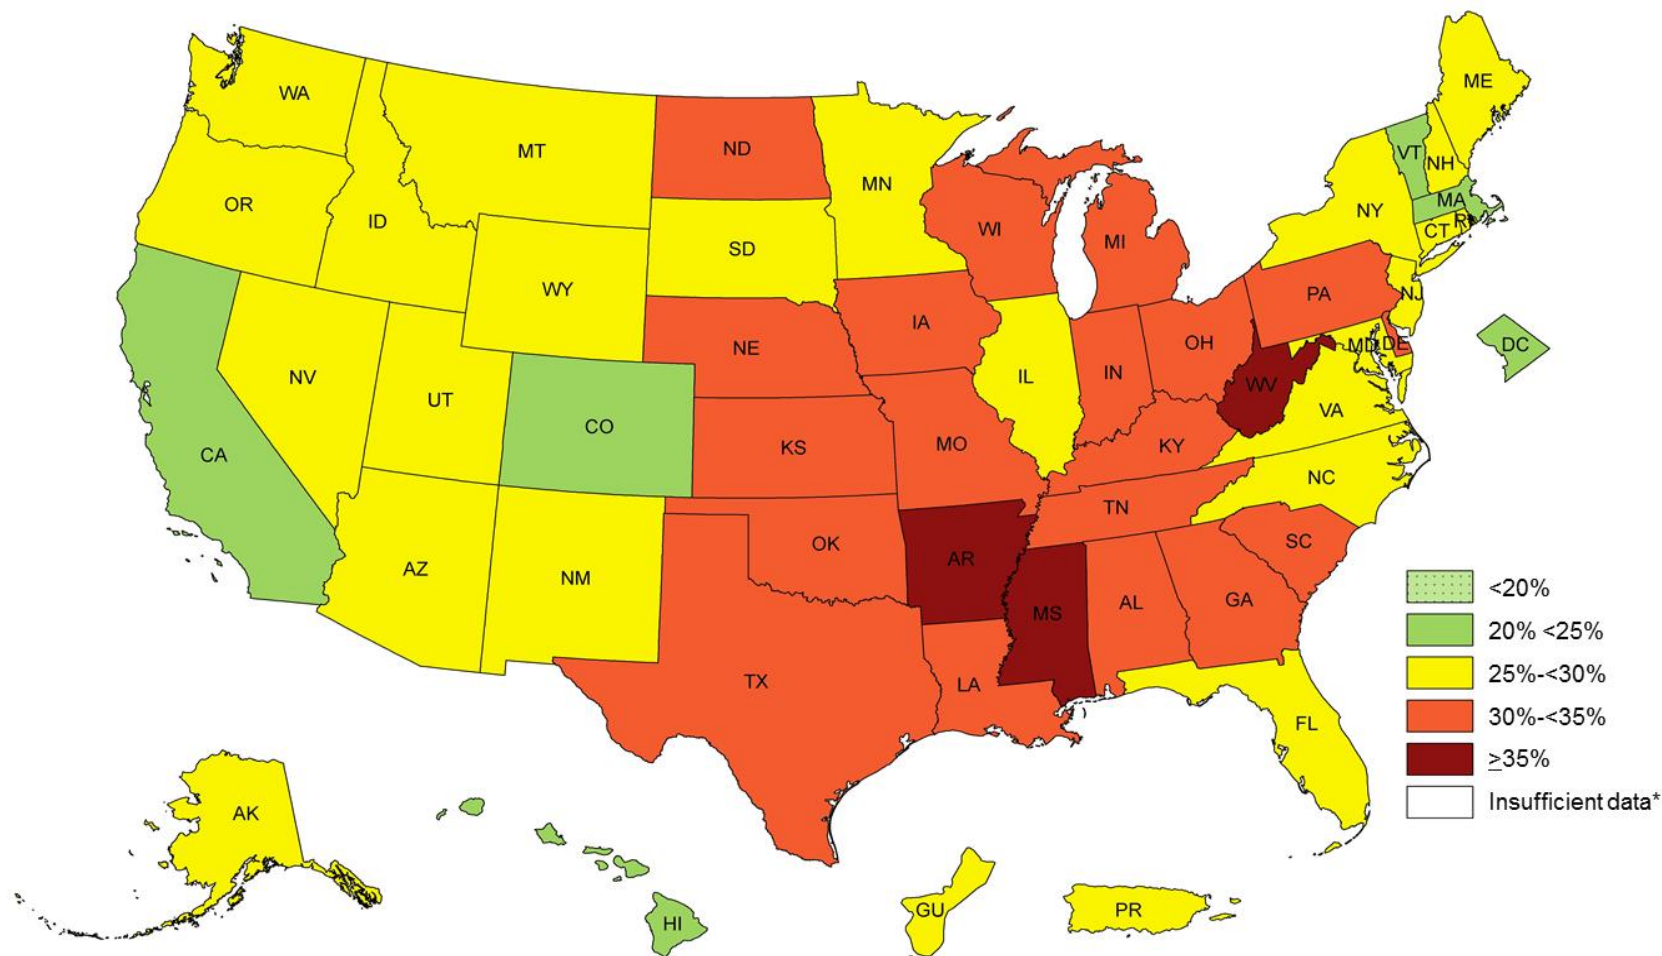 WA
MT
ND
MN
OR
ID
SD
WY
WI
MI
ME
VT
NH
NY
MA
CT
RI
NV
UT
CO
CA
NE
IA
IL
IN
OH
PA
NJ
MD
DE
DC
WV
VA
KS
MO
KY
NC
TN
SC
AZ
NM
OK
AR
MS
AL
GA
TX
LA
FL
AK
HI
GU
PR
<20%
20% <25%
25%-<30%
30%-<35%
≥35%
Insufficient data*